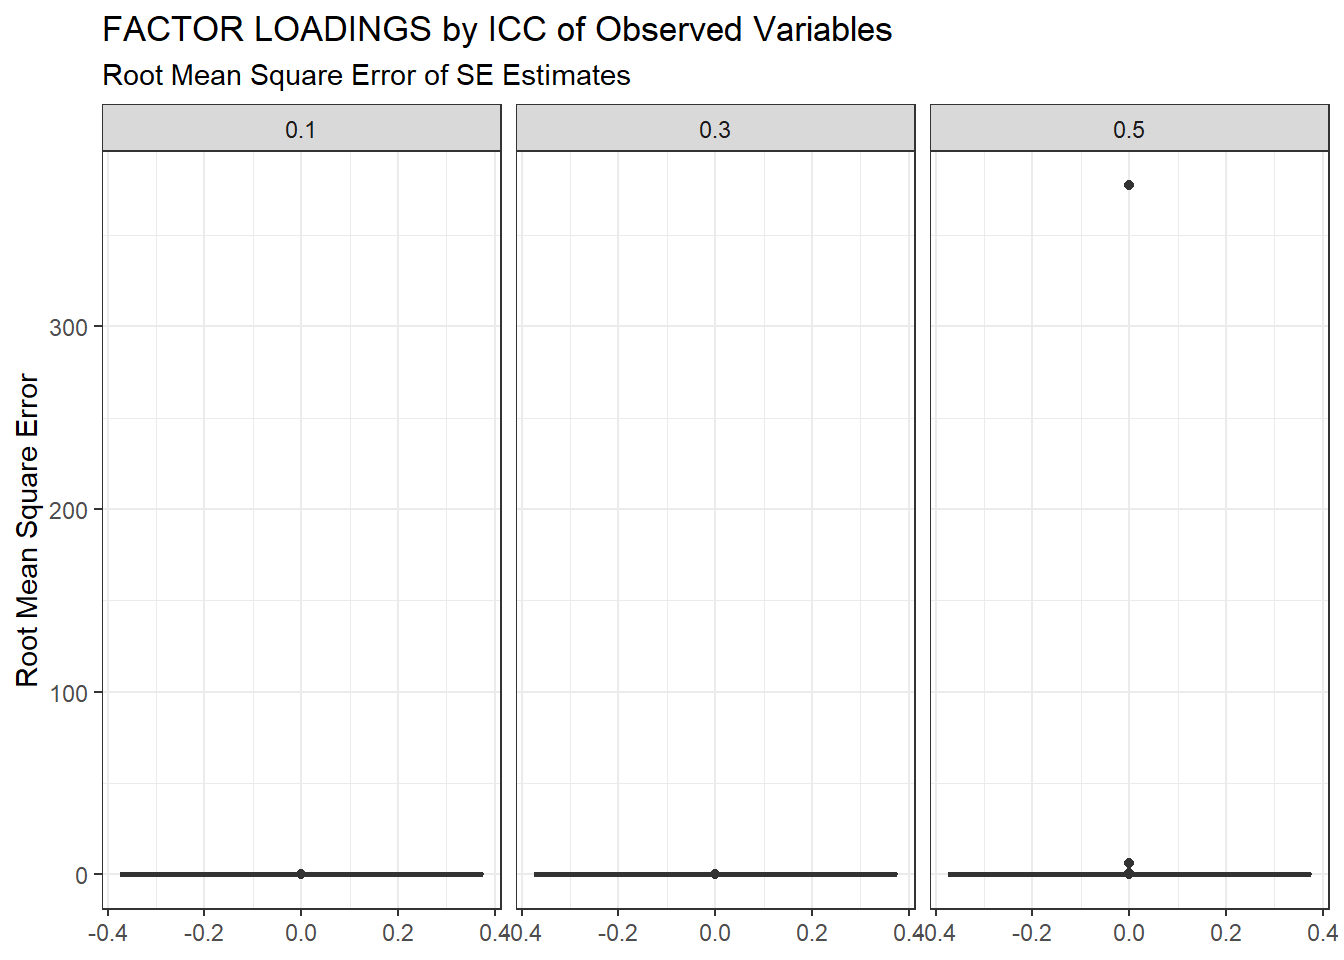 FACTOR LOADINGS by ICC of Observed Variables
Root Mean Square Error of SE Estimates
0.1 0.3 0.5
Root Mean Square Error
300
200
100
0
-0.4 -0.2 0.0 0.2 0.4 -0.4 -0.2 0.0 0.2 0.4 -0.4 -0.2 0.0 0.2 0.4